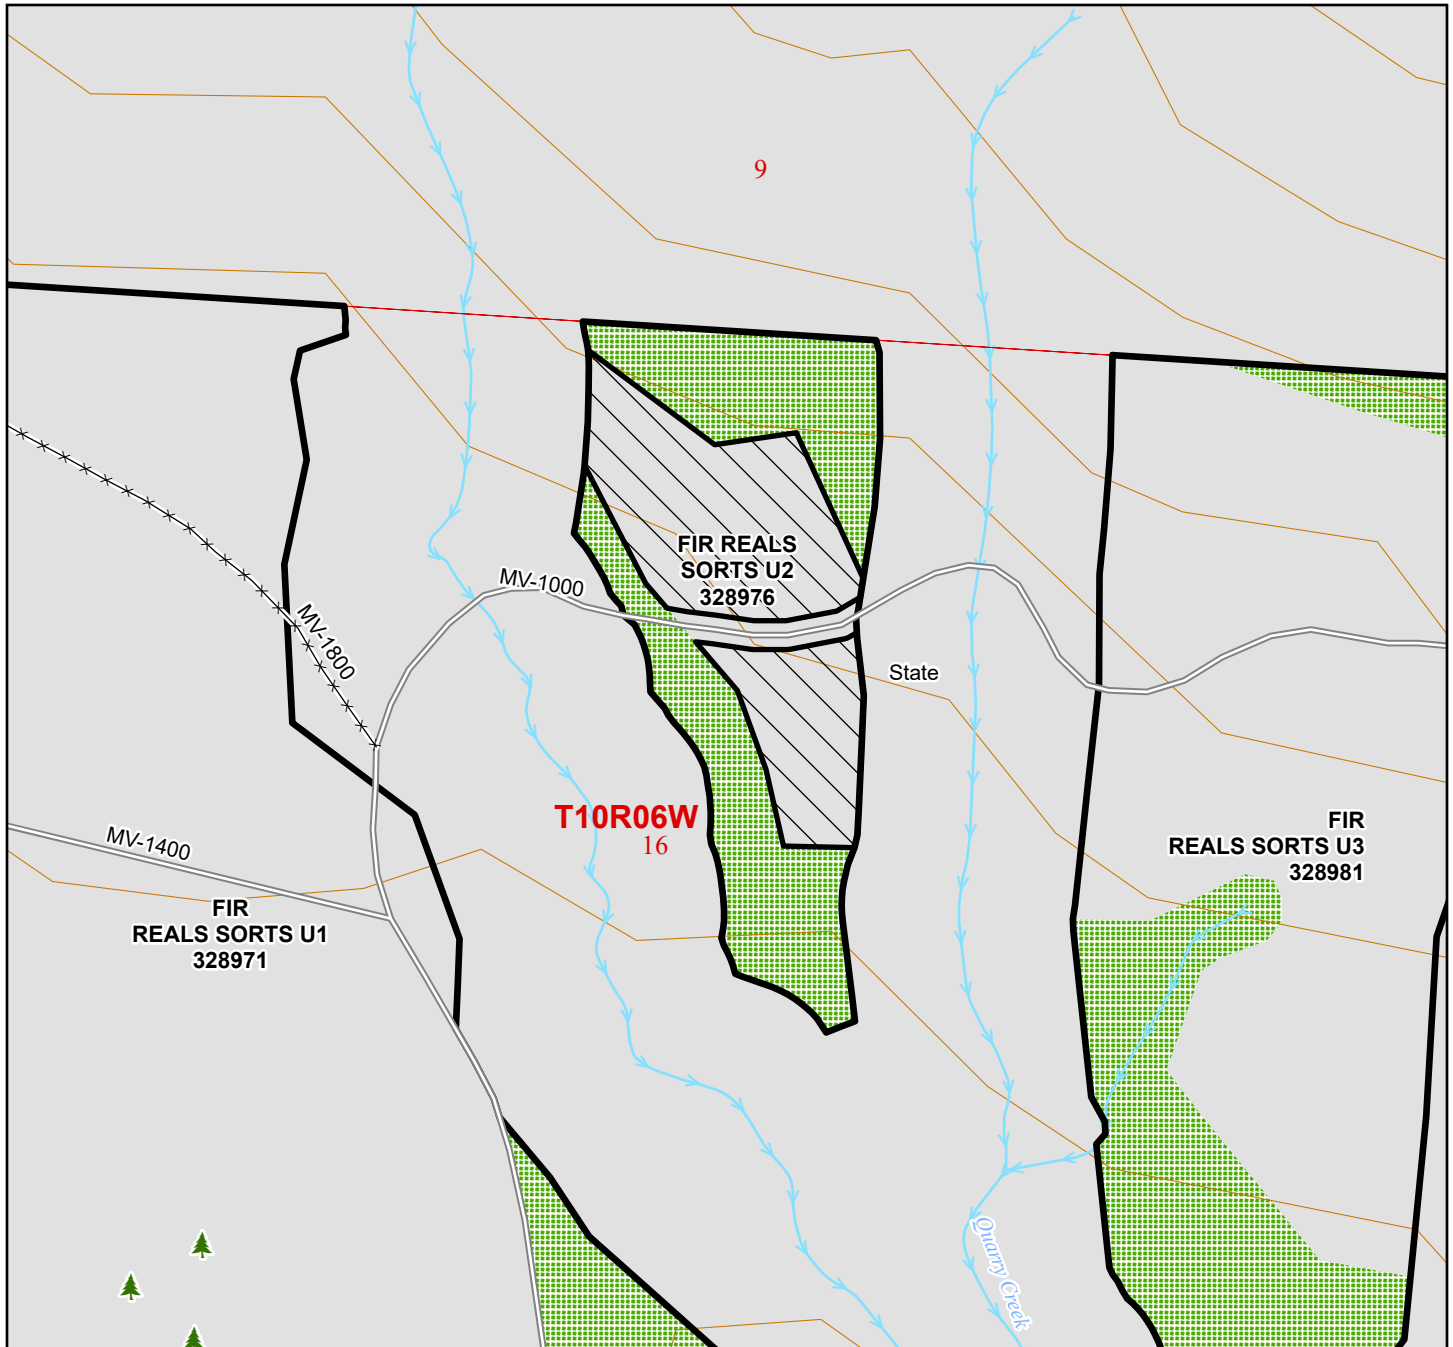 9
FIR REALS
SORTS U2
328976
MV-1000
MV-1800
State
T10R06W
16
MV-1400
FIR
REALS SORTS U3
328981
FIR
REALS SORTS U1
328971
Quarry Creek